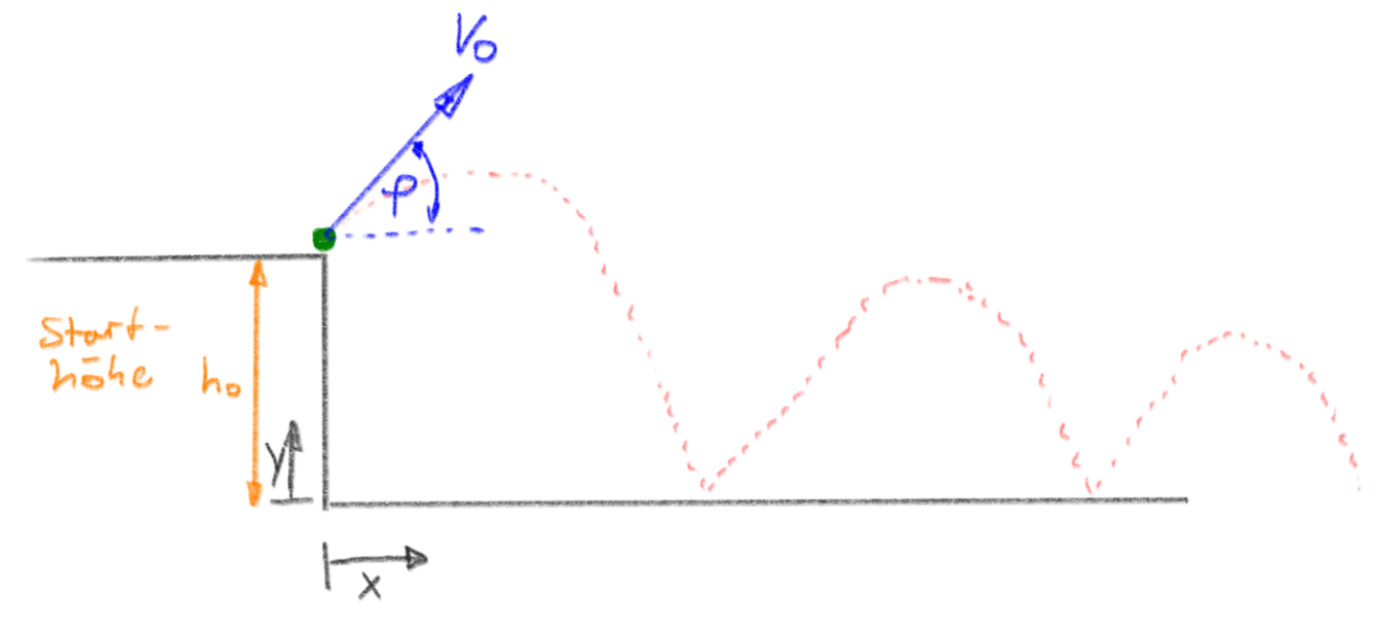 V₀
φ
Start-
höhe h₀
y
x